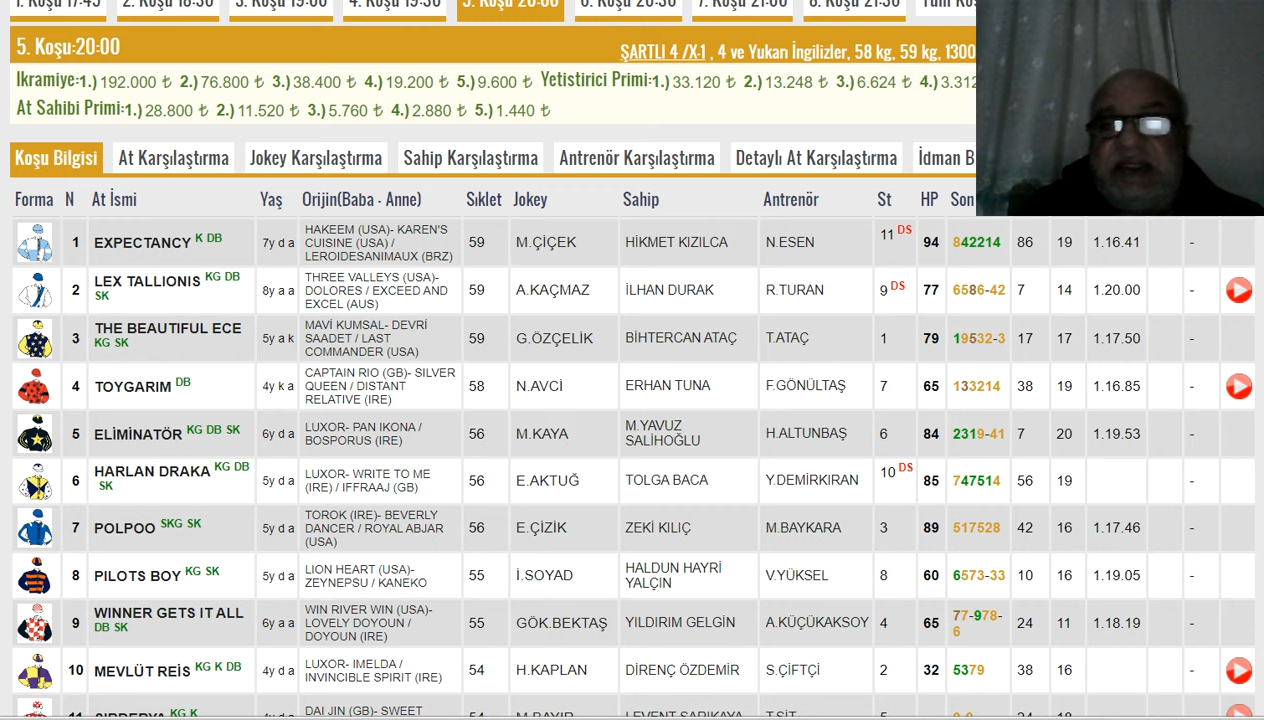 1. Koşu 17:45 2. Koşu 18:30 3. Koşu 19:00 4. Koşu 19:30 5. Koşu 20:00 6. Koşu 20:30 7. Koşu 21:00 8. Koşu 21:30
5. Koşu:20:00 ŞARTLI 4 /X-1 , 4 ve Yukarı İngilizler, 58 kg, 59 kg, 1300
İkramiye:1.) 192.000 ₺ 2.) 76.800 ₺ 3.) 38.400 ₺ 4.) 19.200 ₺ 5.) 9.600 ₺ Yetistirici Primi:1.) 33.120 ₺ 2.) 13.248 ₺ 3.) 6.624 ₺ 4.) 3.312
At Sahibi Primi:1.) 28.800 ₺ 2.) 11.520 ₺ 3.) 5.760 ₺ 4.) 2.880 ₺ 5.) 1.440 ₺
Koşu Bilgisi At Karşılaştırma Jokey Karşılaştırma Sahip Karşılaştırma Antrenör Karşılaştırma Detaylı At Karşılaştırma İdman B
Forma N At İsmi Yaş Orijin(Baba - Anne) Sıklet Jokey Sahip Antrenör St HP Son
1 EXPECTANCY K DB 7y d a HAKEEM (USA)- KAREN'S CUISINE (USA) / LEROIDESANIMAUX (BRZ) 59 M.ÇİÇEK HİKMET KIZILCA N.ESEN 11 DS 94 842214 86 19 1.16.41 -
2 LEX TALLIONIS KG DB SK 8y a a THREE VALLEYS (USA)- DOLORES / EXCEED AND EXCEL (AUS) 59 A.KAÇMAZ İLHAN DURAK R.TURAN 9 DS 77 6586-42 7 14 1.20.00 -
3 THE BEAUTIFUL ECE KG SK 5y a k MAVİ KUMSAL- DEVRİ SAADET / LAST COMMANDER (USA) 59 G.ÖZÇELİK BİHTERCAN ATAÇ T.ATAÇ 1 79 19532-3 17 17 1.17.50 -
4 TOYGARIM DB 4y k a CAPTAIN RIO (GB)- SILVER QUEEN / DISTANT RELATIVE (IRE) 58 N.AVCİ ERHAN TUNA F.GÖNÜLTAŞ 7 65 133214 38 19 1.16.85 -
5 ELİMİNATÖR KG DB SK 6y d a LUXOR- PAN IKONA / BOSPORUS (IRE) 56 M.KAYA M.YAVUZ SALİHOĞLU H.ALTUNBAŞ 6 84 2319-41 7 20 1.19.53 -
6 HARLAN DRAKA KG DB SK 5y d a LUXOR- WRITE TO ME (IRE) / IFFRAAJ (GB) 56 E.AKTUĞ TOLGA BACA Y.DEMİRKIRAN 10 DS 85 747514 56 19 -
7 POLPOO SKG SK 5y d a TOROK (IRE)- BEVERLY DANCER / ROYAL ABJAR (USA) 56 E.ÇİZİK ZEKİ KILIÇ M.BAYKARA 3 89 517528 42 16 1.17.46 -
8 PILOTS BOY KG SK 5y d a LION HEART (USA)- ZEYNEPSU / KANEKO 55 İ.SOYAD HALDUN HAYRİ YALÇIN V.YÜKSEL 8 60 6573-33 10 16 1.19.05 -
9 WINNER GETS IT ALL DB SK 6y a a WIN RIVER WIN (USA)- LOVELY DOYOUN / DOYOUN (IRE) 55 GÖK.BEKTAŞ YILDIRIM GELGİN A.KÜÇÜKAKSOY 4 65 77-978-6 24 11 1.18.19 -
10 MEVLÜT REİS KG K DB 4y d a LUXOR- IMELDA / INVINCIBLE SPIRIT (IRE) 54 H.KAPLAN DİRENÇ ÖZDEMİR S.ÇİFTÇİ 2 32 5379 38 16 -
KG K DAI JIN (GB)- SWEET 54 M.BAYIR LEVENT SARIKAYA